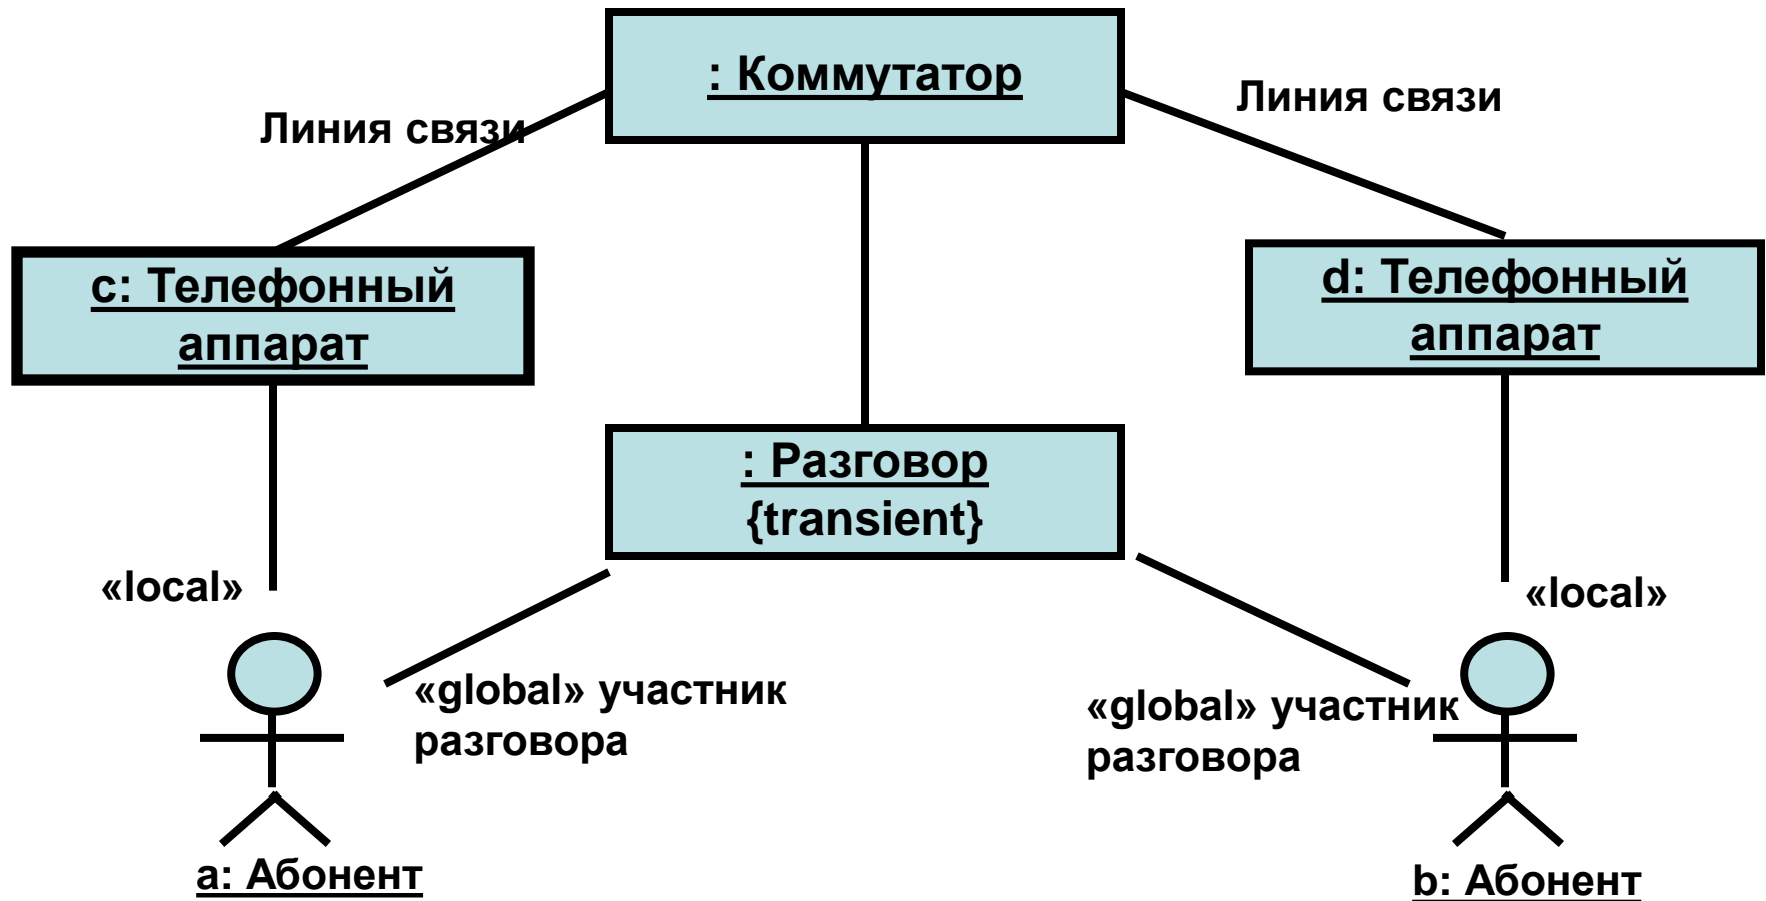 : Коммутатор
Линия связи
Линия связи
c: Телефонный
аппарат
d: Телефонный
аппарат
: Разговор
{transient}
«local»
«local»
«global» участник
разговора
«global» участник
разговора
a: Абонент
b: Абонент